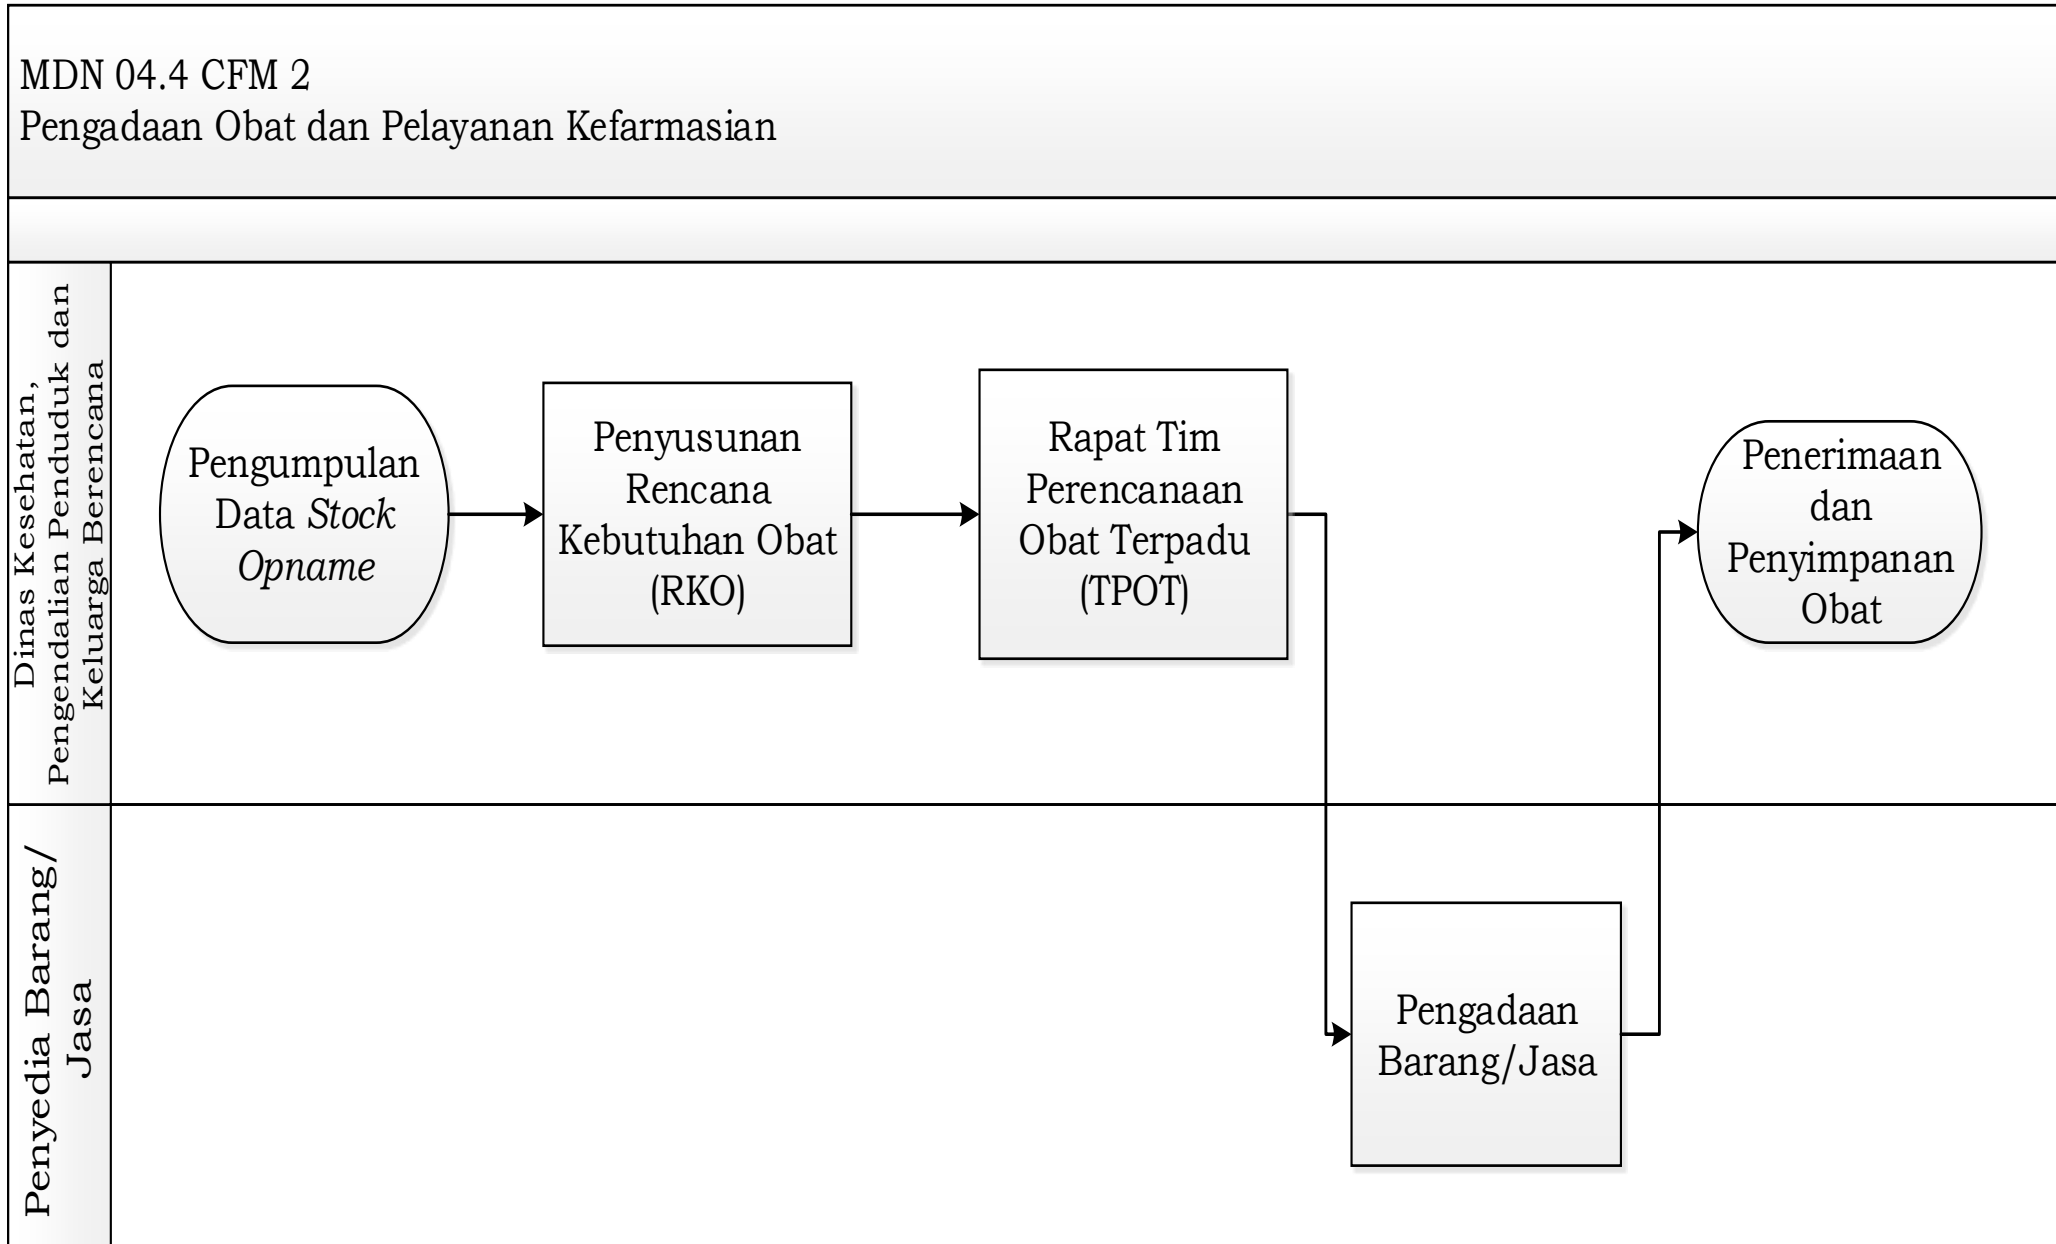 MDN 04.4 CFM 2
Pengadaan Obat dan Pelayanan Kefarmasian
Dinas Kesehatan,
Pengendalian Penduduk dan
Keluarga Berencana
Pengumpulan
Data Stock
Opname
Penyusunan
Rencana
Kebutuhan Obat
(RKO)
Rapat Tim
Perencanaan
Obat Terpadu
(TPOT)
Penerimaan
dan
Penyimpanan
Obat
Penyedia Barang/
Jasa
Pengadaan
Barang/Jasa